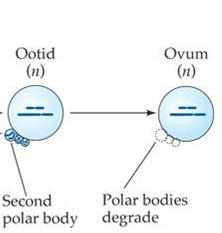 Ootid
(n)
Ovum
(n)
Second
polar body
Polar bodies
degrade